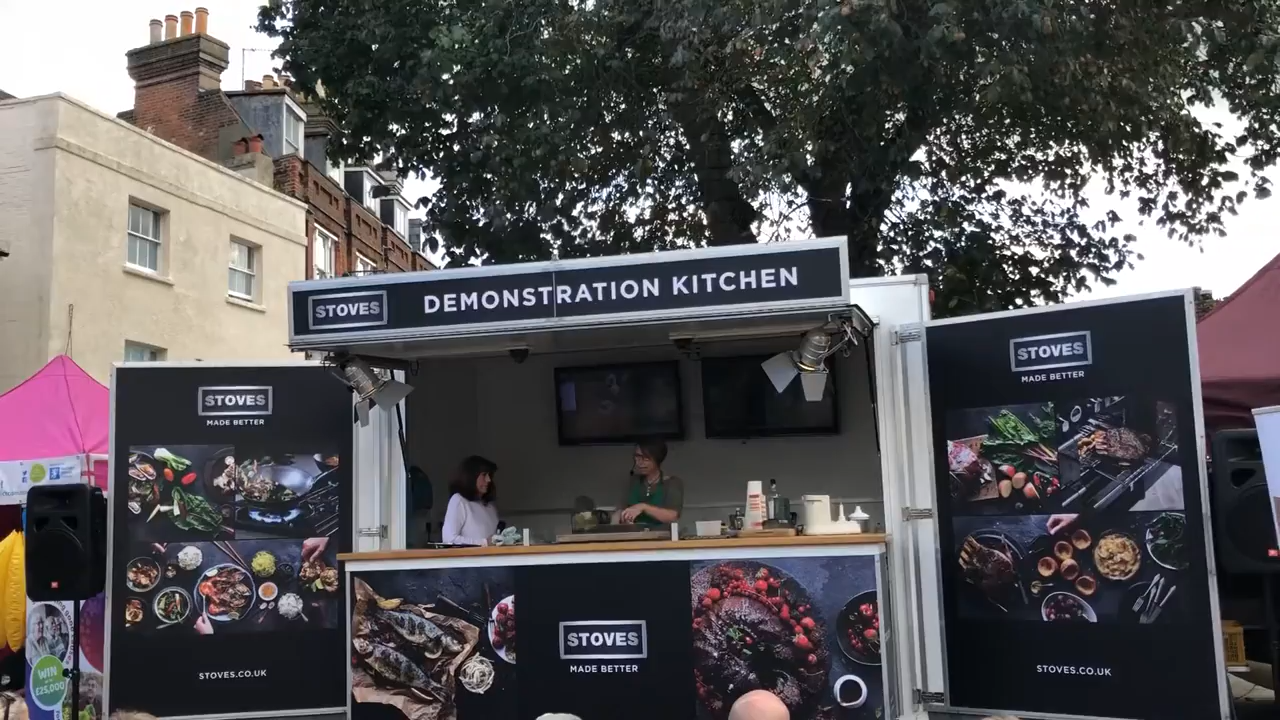 STOVES
DEMONSTRATION KITCHEN
STOVES
MADE BETTER
STOVES.CO.UK
STOVES
MADE BETTER
STOVES
MADE BETTER
STOVES.CO.UK
WIN
£25,000